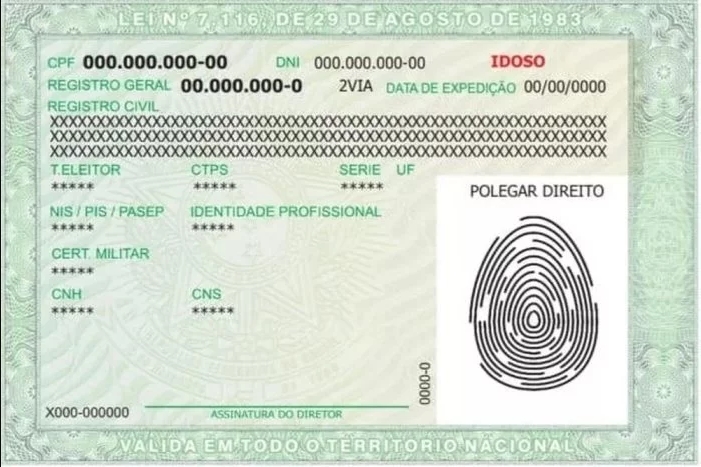 LEI Nº 7.116, DE 29 DE AGOSTO DE 1983
CPF 000.000.000-00 DNI 000.000.000-00 IDOSO
REGISTRO GERAL 00.000.000-0 2VIA DATA DE EXPEDIÇÃO 00/00/0000
REGISTRO CIVIL
XXXXXXXXXXXXXXXXXXXXXXXXXXXXXXXXXXXXXXXXXXXXXXXXXXXXXX
XXXXXXXXXXXXXXXXXXXXXXXXXXXXXXXXXXXXXXXXXXXXXXXXXXXXXX
XXXXXXXXXXXXXXXXXXXXXXXXXXXXXXXXXXXXXXXXXXXXXXXXXXXXXX
T.ELEITOR CTPS SERIE UF
***** ***** *****
POLEGAR DIREITO
NIS / PIS / PASEP IDENTIDADE PROFISSIONAL
***** *****
CERT. MILITAR
*****
CNH CNS
***** *****
0000-0
X000-000000
ASSINATURA DO DIRETOR
VALIDA EM TODO O TERRITORIO NACIONAL